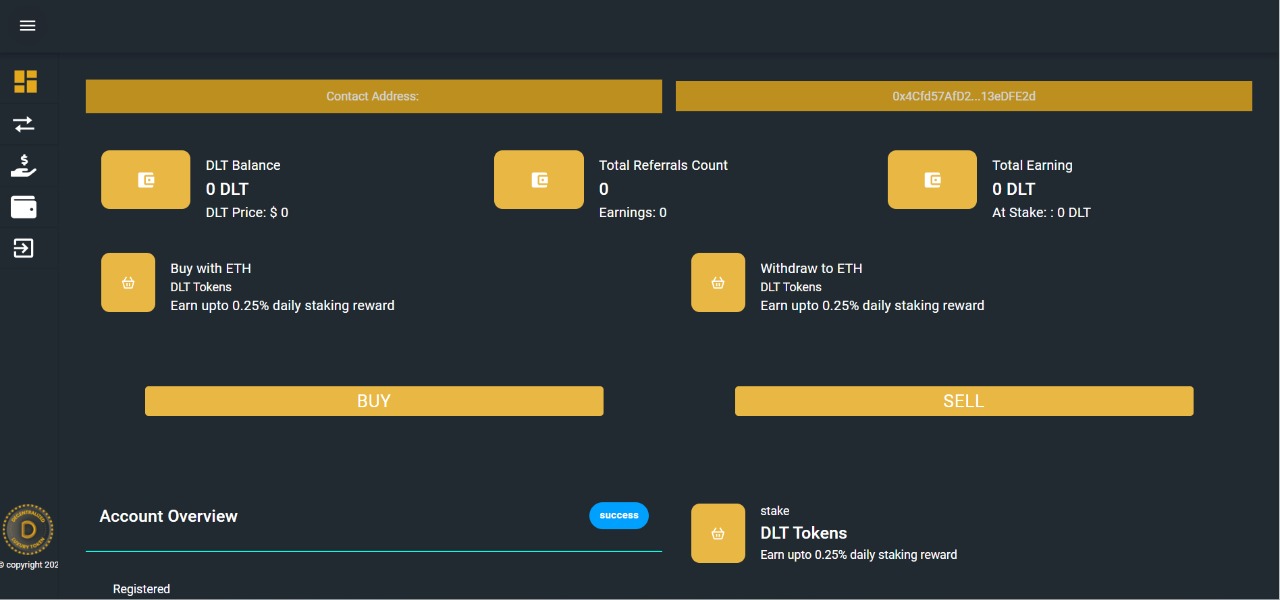 Contact Address:
0x4Cfd57AfD2...13eDFE2d
DLT Balance
0 DLT
DLT Price: $ 0
Total Referrals Count
0
Earnings: 0
Total Earning
0 DLT
At Stake: : 0 DLT
Buy with ETH
DLT Tokens
Earn upto 0.25% daily staking reward
Withdraw to ETH
DLT Tokens
Earn upto 0.25% daily staking reward
BUY
SELL
Account Overview
success
stake
DLT Tokens
Earn upto 0.25% daily staking reward
DECENTRALIZED
D
LUXURY TOKEN
© copyright 202
Registered